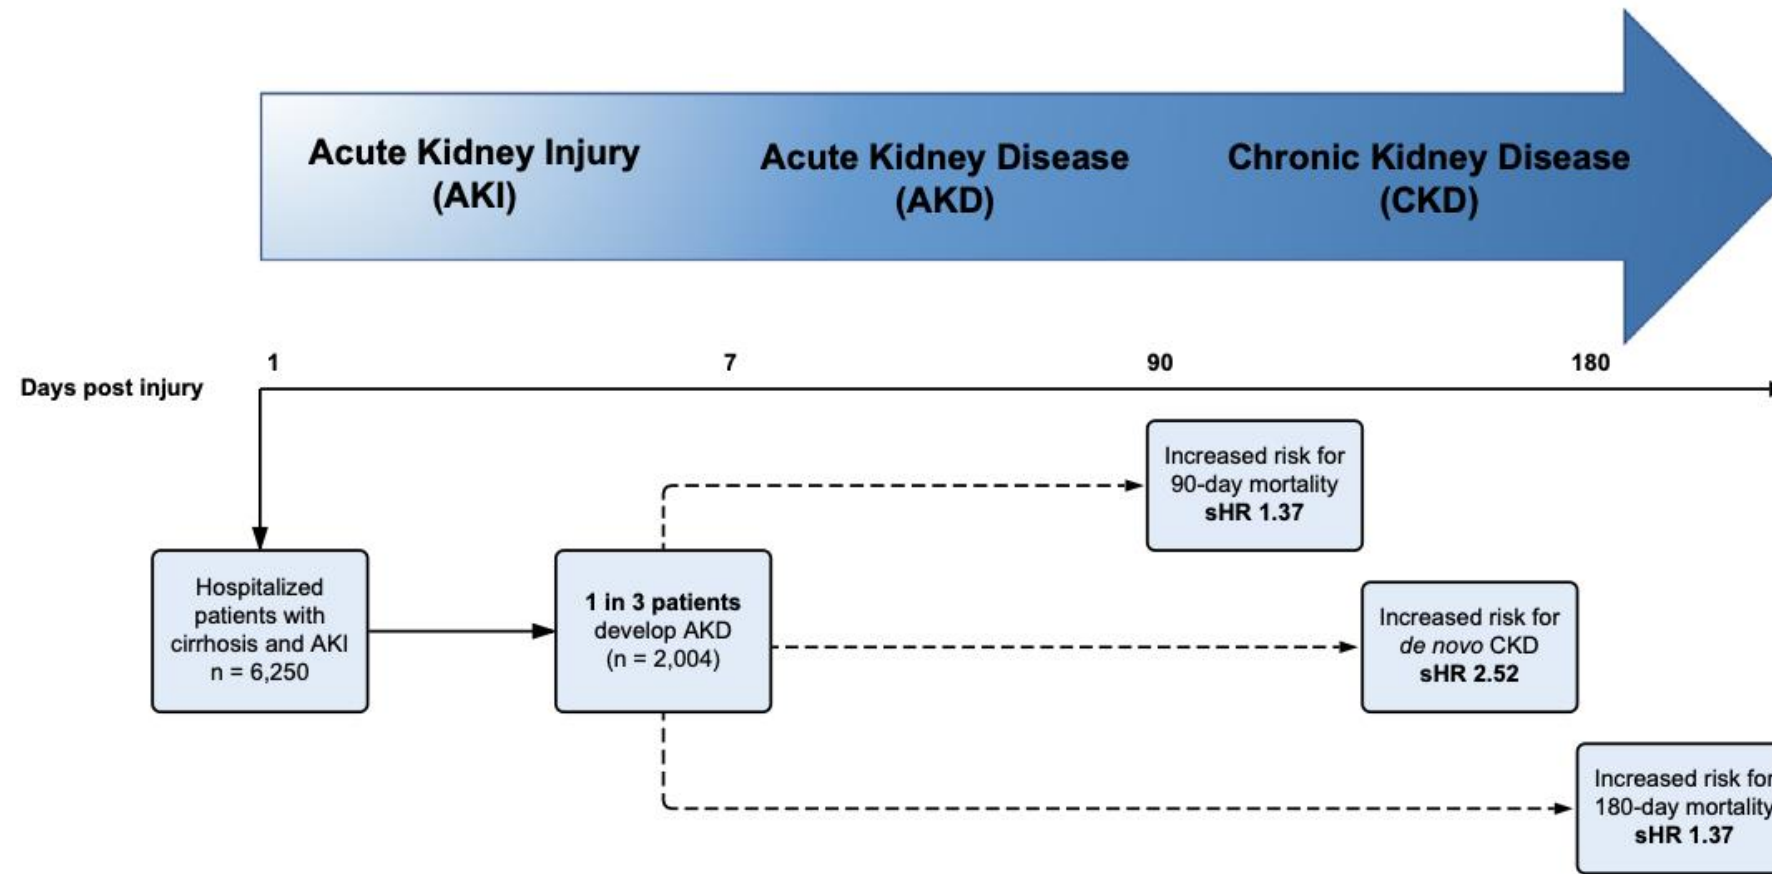 Acute Kidney Injury
(AKI)
Acute Kidney Disease
(AKD)
Chronic Kidney Disease
(CKD)
1
7
90
180
Days post injury
Increased risk for
90-day mortality
sHR 1.37
Hospitalized
patients with
cirrhosis and AKI
n = 6,250
1 in 3 patients
develop AKD
(n = 2,004)
Increased risk for
de novo CKD
sHR 2.52
Increased risk for
180-day mortality
sHR 1.37